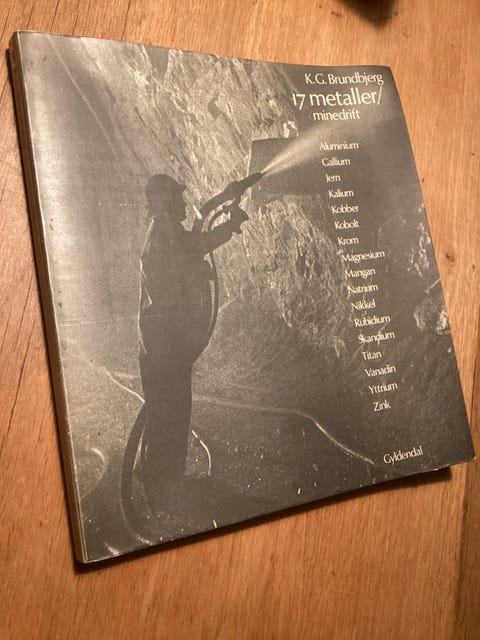 K.G. Brundbjerg
17 metaller/
minedrift
Aluminium
Gallium
Jern
Kalium
Kobber
Kobolt
Krom
Magnesium
Mangan
Natrium
Nikkel
Rubidium
Skandium
Titan
Vanadin
Yttrium
Zink
Gyldendal